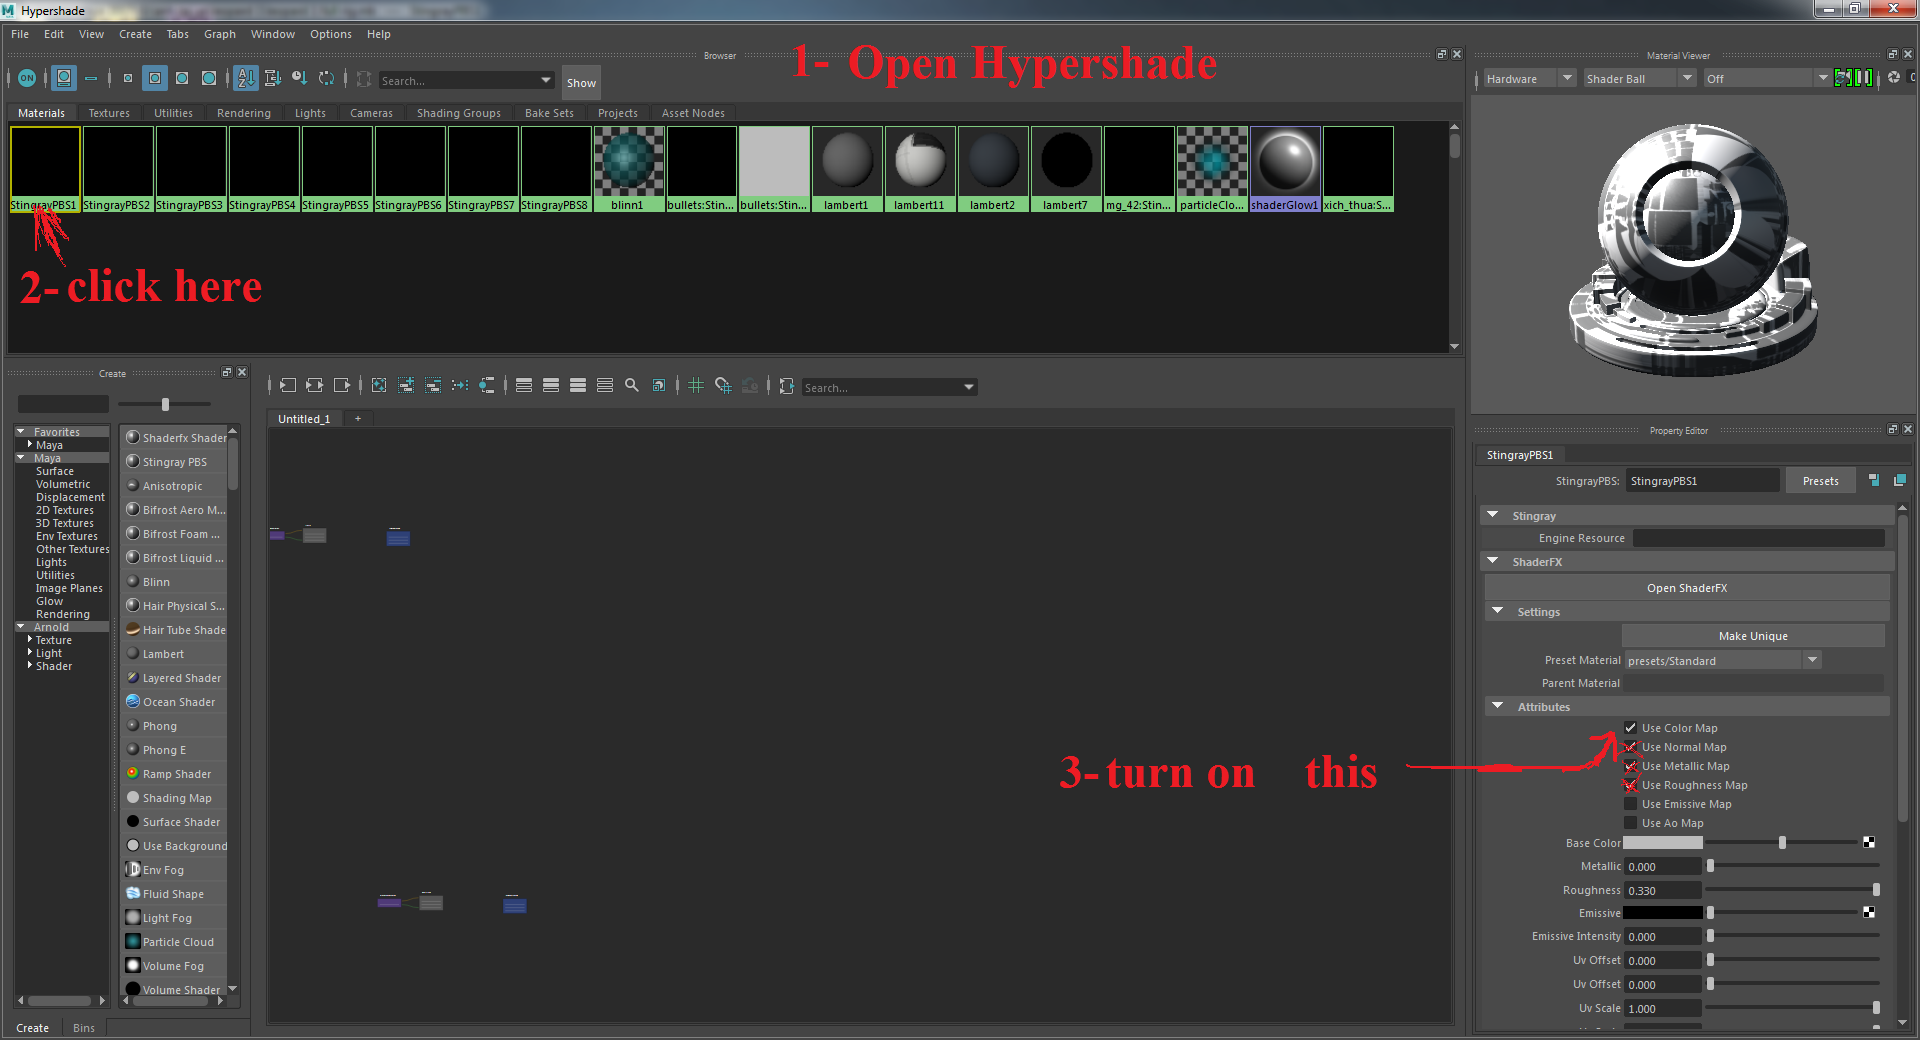 Hypershade
File Edit View Create Tabs Graph Window Options Help
Browser
1- Open Hypershade
ON
Search...
Show
Materials Textures Utilities Rendering Lights Cameras Shading Groups Bake Sets Projects Asset Nodes
StingrayPBS1 StingrayPBS2 StingrayPBS3 StingrayPBS4 StingrayPBS5 StingrayPBS6 StingrayPBS7 StingrayPBS8 blinn1 bullets:Stin... bullets:Stin... lambert1 lambert11 lambert2 lambert7 mg_42:Stin... particleClo... shaderGlow1 xich_thua:S...
2- click here
Material Viewer
Hardware Shader Ball Off
Create
Favorites
Maya
Maya
Surface
Volumetric
Displacement
2D Textures
3D Textures
Env Textures
Other Textures
Lights
Utilities
Image Planes
Glow
Rendering
Arnold
Texture
Light
Shader
Shaderfx Shader
Stingray PBS
Anisotropic
Bifrost Aero M...
Bifrost Foam ...
Bifrost Liquid ...
Blinn
Hair Physical S...
Hair Tube Shade
Lambert
Layered Shader
Ocean Shader
Phong
Phong E
Ramp Shader
Shading Map
Surface Shader
Use Background
Env Fog
Fluid Shape
Light Fog
Particle Cloud
Volume Fog
Volume Shader
Create Bins
Search...
Untitled_1 +
3- turn on this
Property Editor
StingrayPBS1
StingrayPBS: StingrayPBS1 Presets
Stingray
Engine Resource
ShaderFX
Open ShaderFX
Settings
Make Unique
Preset Material presets/Standard
Parent Material
Attributes
Use Color Map
Use Normal Map
Use Metallic Map
Use Roughness Map
Use Emissive Map
Use Ao Map
Base Color
Metallic 0.000
Roughness 0.330
Emissive
Emissive Intensity 0.000
Uv Offset 0.000
Uv Offset 0.000
Uv Scale 1.000